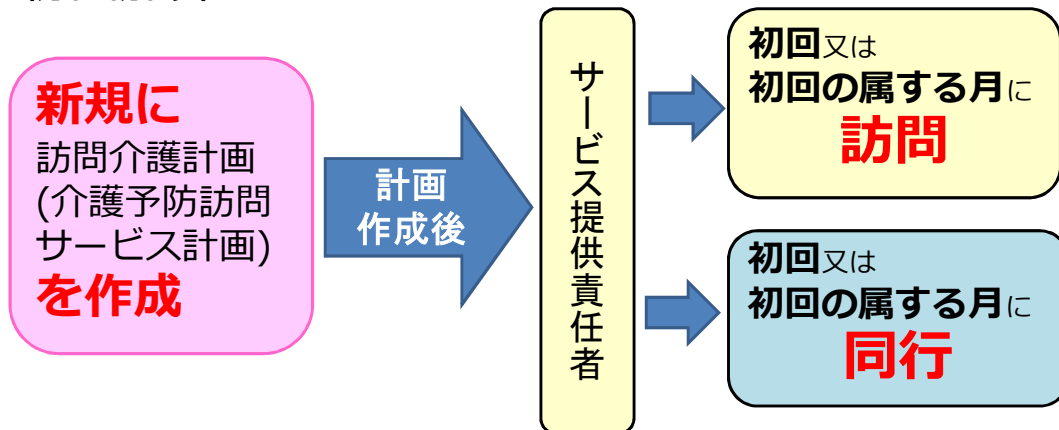 新規に
訪問介護計画
(介護予防訪問
サービス計画)
を作成
計画
作成後
サービス提供責任者
初回又は
初回の属する月に
訪問
初回又は
初回の属する月に
同行